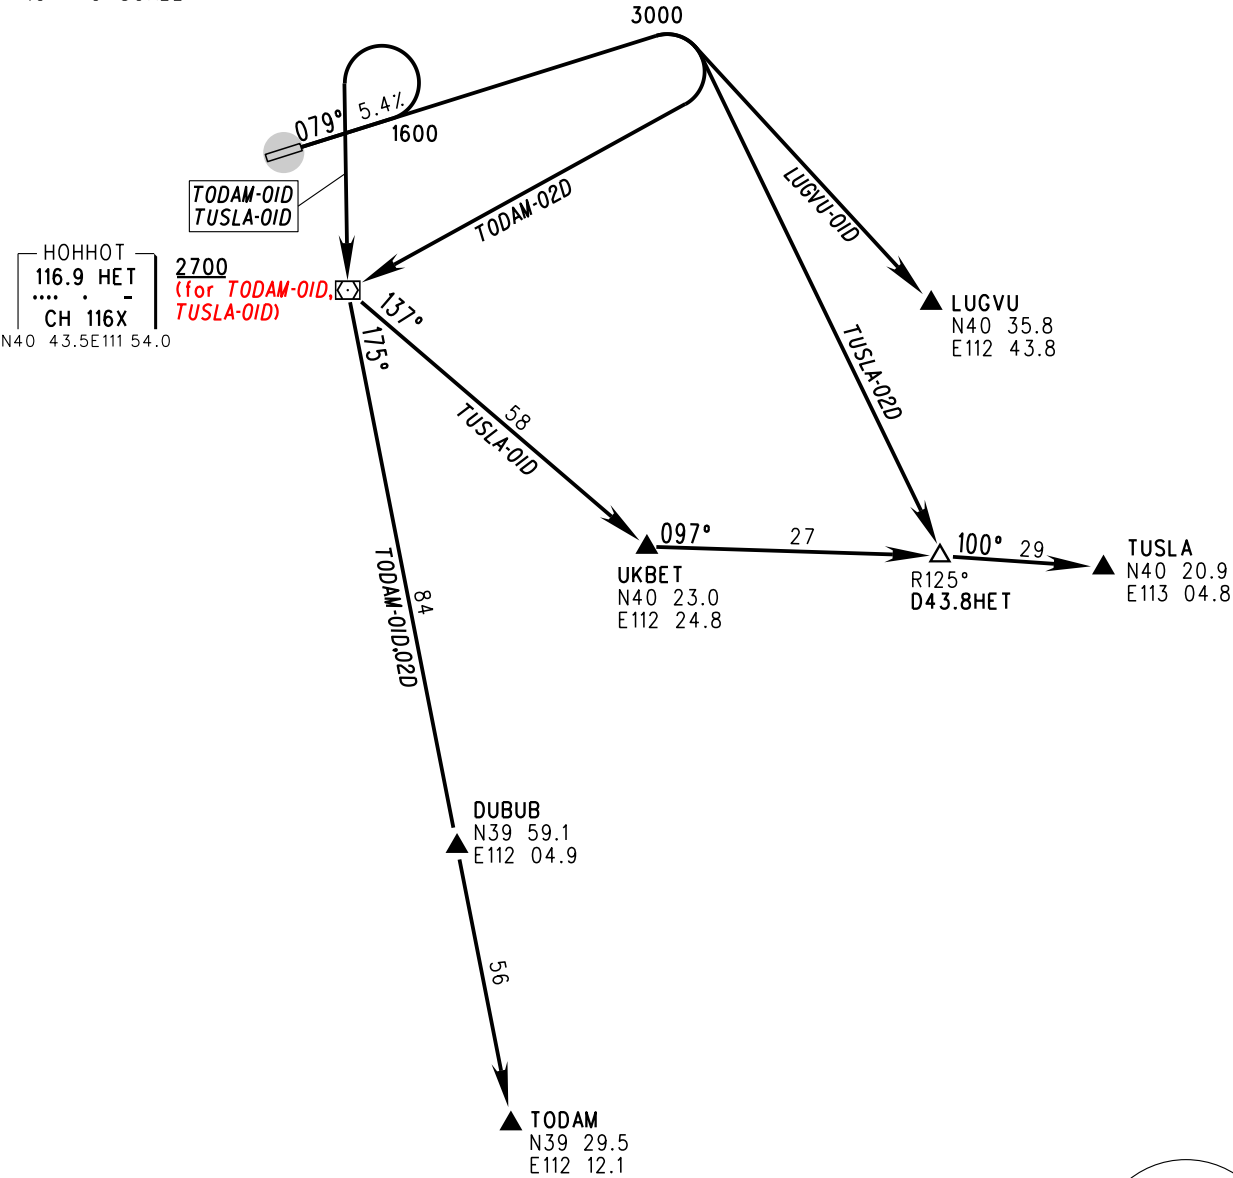 3000
079° 5.4%
1600
TODAM-01D
TUSLA-01D
TODAM-02D
LUGVU-01D
HOHHOT
116.9 HET
.... . -
CH 116X
N40 43.5E111 54.0
2700
(for TODAM-01D,
TUSLA-01D)
137°
175°
LUGVU
N40 35.8
E112 43.8
TUSLA-02D
58
TUSLA-01D
097°
27
100°
29
UKBET
N40 23.0
E112 24.8
R125°
D43.8HET
TUSLA
N40 20.9
E113 04.8
84
TODAM-01D,02D
DUBUB
N39 59.1
E112 04.9
56
TODAM
N39 29.5
E112 12.1